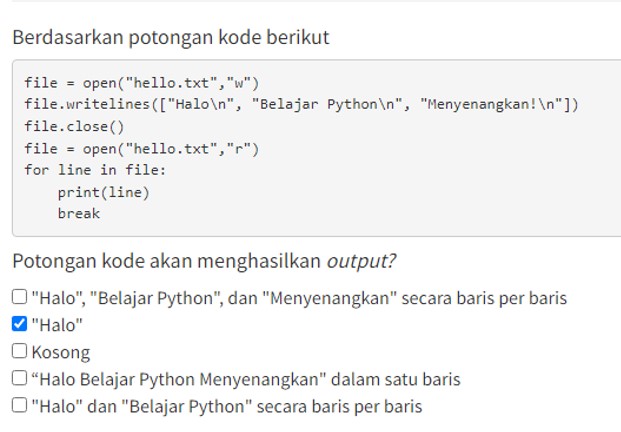 Berdasarkan potongan kode berikut
file = open("hello.txt","w")
file.writelines(["Halo\n", "Belajar Python\n", "Menyenangkan!\n"])
file.close()
file = open("hello.txt","r")
for line in file:
    print(line)
    break
Potongan kode akan menghasilkan output?
"Halo", "Belajar Python", dan "Menyenangkan" secara baris per baris
"Halo"
Kosong
“Halo Belajar Python Menyenangkan" dalam satu baris
"Halo" dan "Belajar Python" secara baris per baris